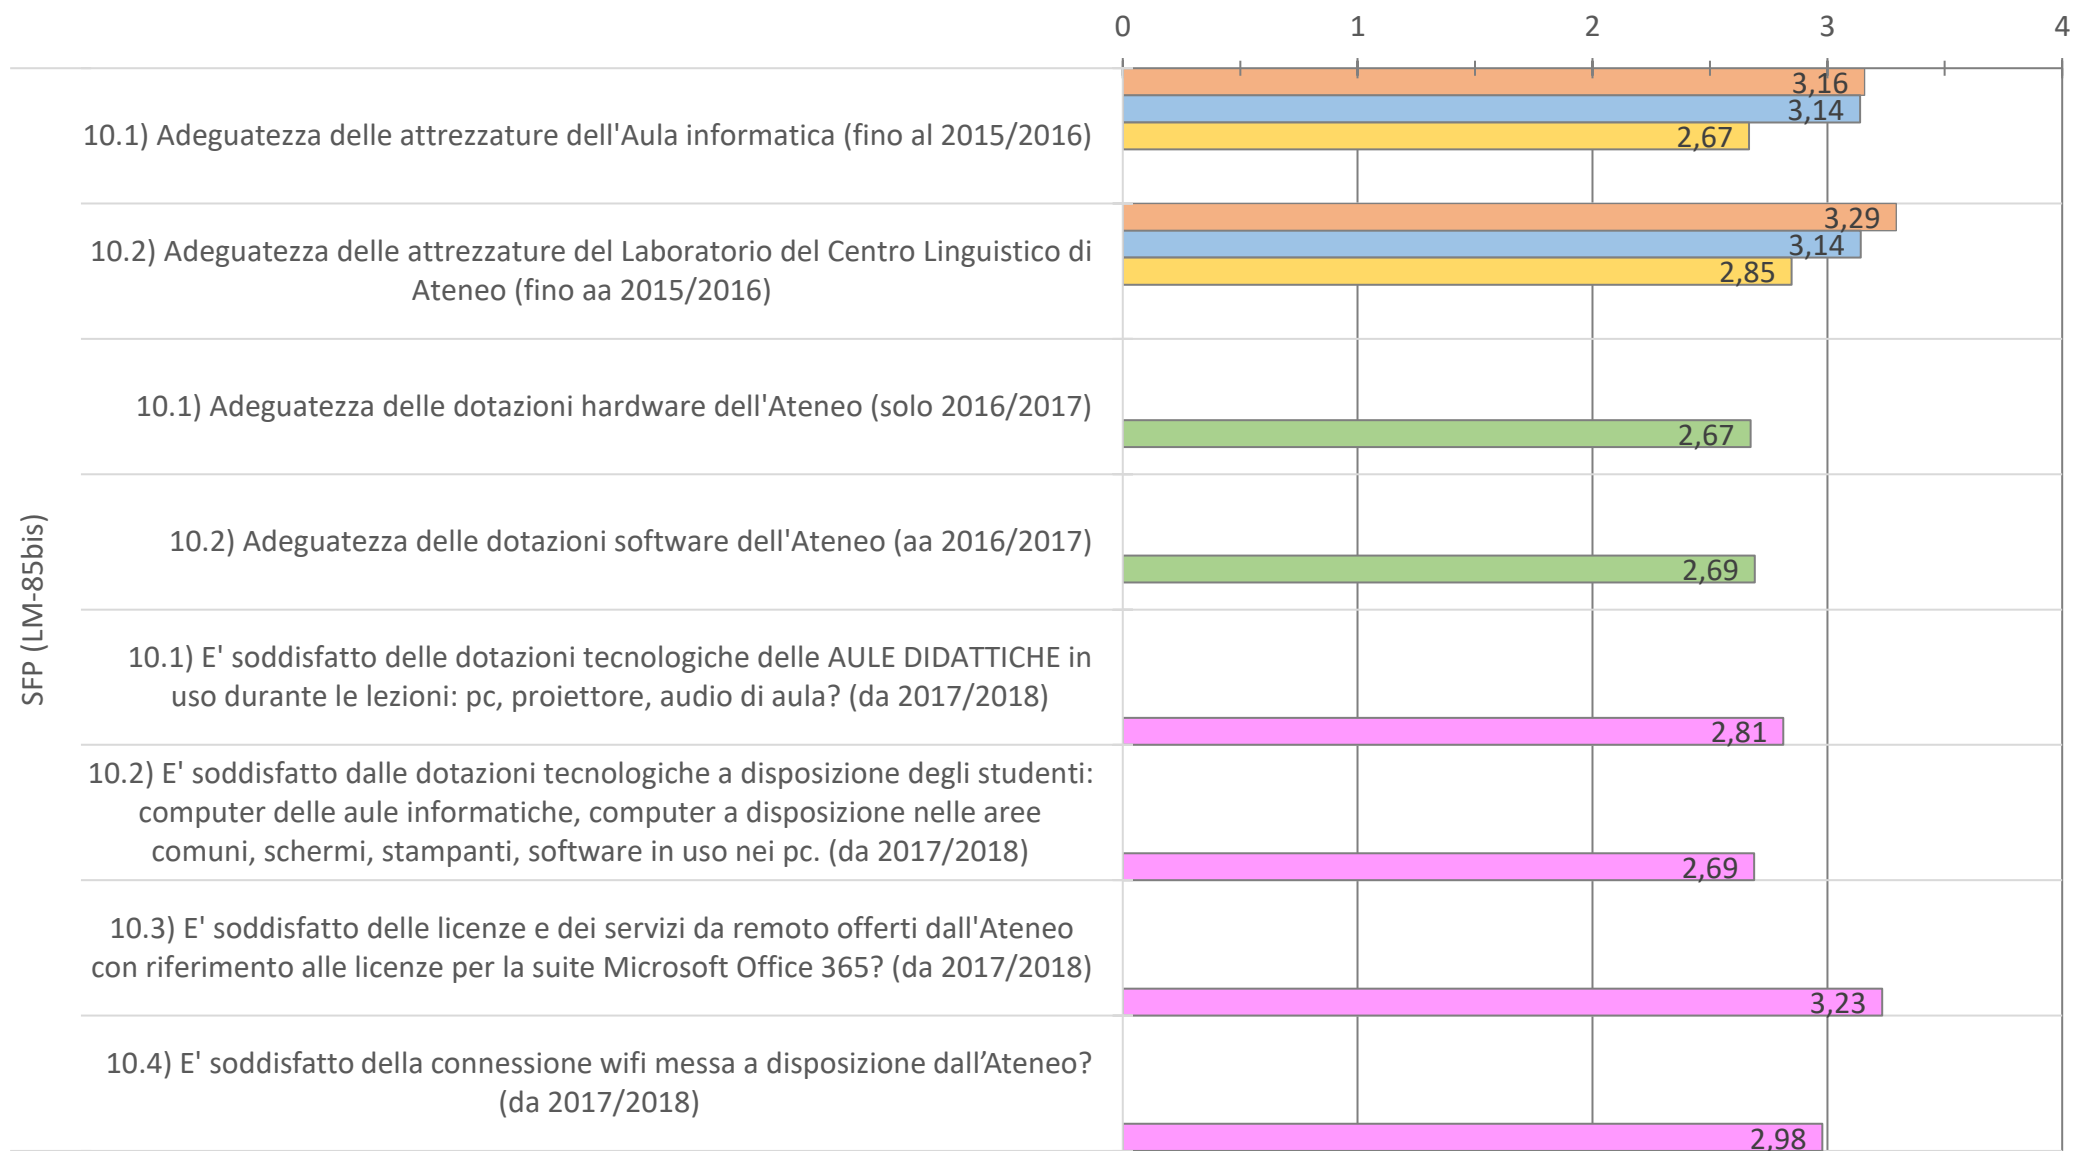 0 1 2 3 4
10.1) Adeguatezza delle attrezzature dell'Aula informatica (fino al 2015/2016)
3,16
3,14
2,67
10.2) Adeguatezza delle attrezzature del Laboratorio del Centro Linguistico di
Ateneo (fino aa 2015/2016)
3,29
3,14
2,85
10.1) Adeguatezza delle dotazioni hardware dell'Ateneo (solo 2016/2017)
2,67
10.2) Adeguatezza delle dotazioni software dell'Ateneo (aa 2016/2017)
2,69
SFP (LM-85bis)
10.1) E' soddisfatto delle dotazioni tecnologiche delle AULE DIDATTICHE in
uso durante le lezioni: pc, proiettore, audio di aula? (da 2017/2018)
2,81
10.2) E' soddisfatto dalle dotazioni tecnologiche a disposizione degli studenti:
computer delle aule informatiche, computer a disposizione nelle aree
comuni, schermi, stampanti, software in uso nei pc. (da 2017/2018)
2,69
10.3) E' soddisfatto delle licenze e dei servizi da remoto offerti dall'Ateneo
con riferimento alle licenze per la suite Microsoft Office 365? (da 2017/2018)
3,23
10.4) E' soddisfatto della connessione wifi messa a disposizione dall’Ateneo?
(da 2017/2018)
2,98